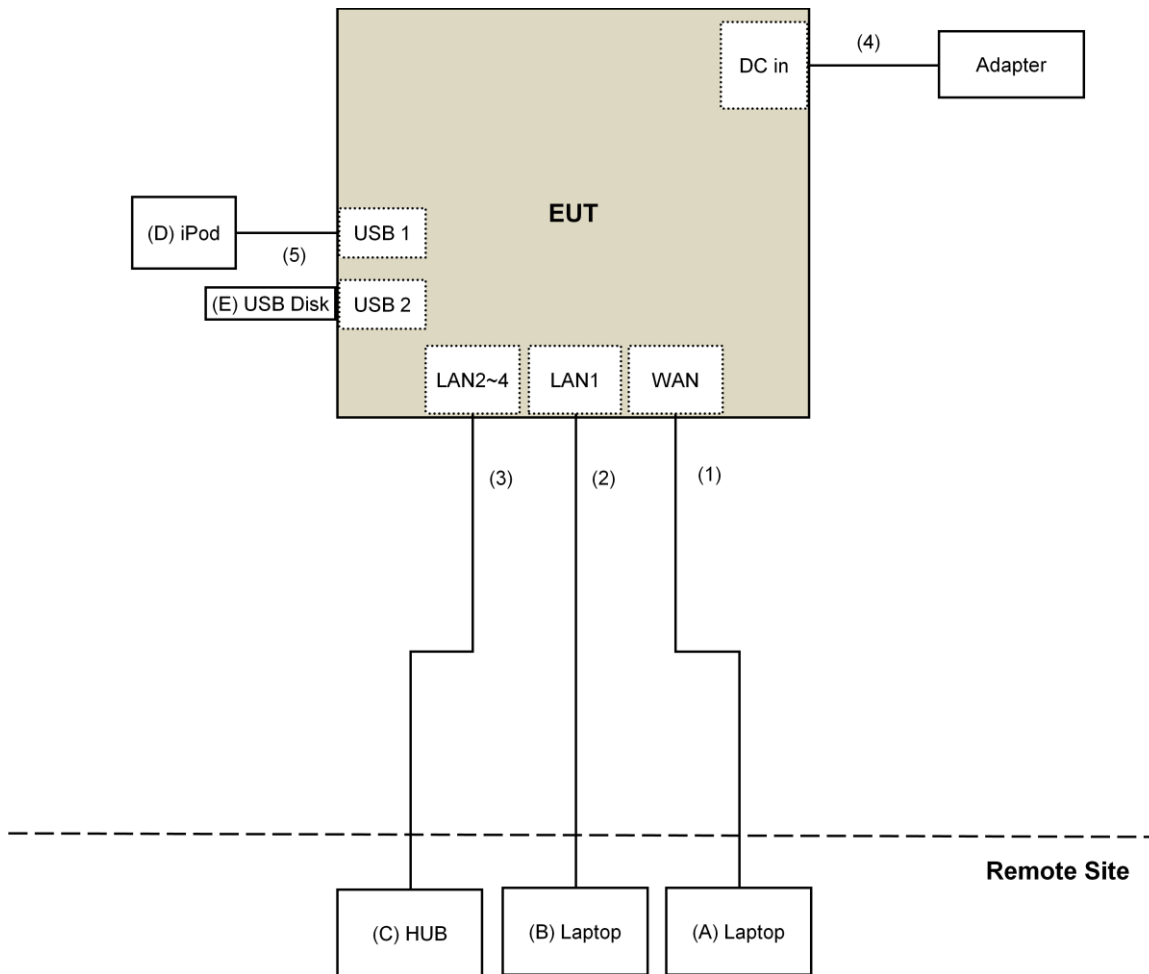 DC in
(4)
Adapter
EUT
(D) iPod
USB 1
(5)
(E) USB Disk
USB 2
LAN2~4
LAN1
WAN
(3)
(2)
(1)
Remote Site
(C) HUB
(B) Laptop
(A) Laptop